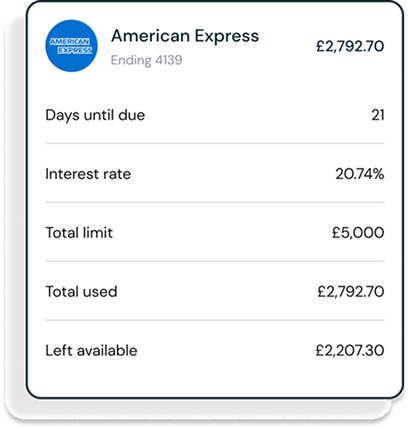 AMERICAN
EXPRESS
American Express £2,792.70
Ending 4139
Days until due 21
Interest rate 20.74%
Total limit £5,000
Total used £2,792.70
Left available £2,207.30